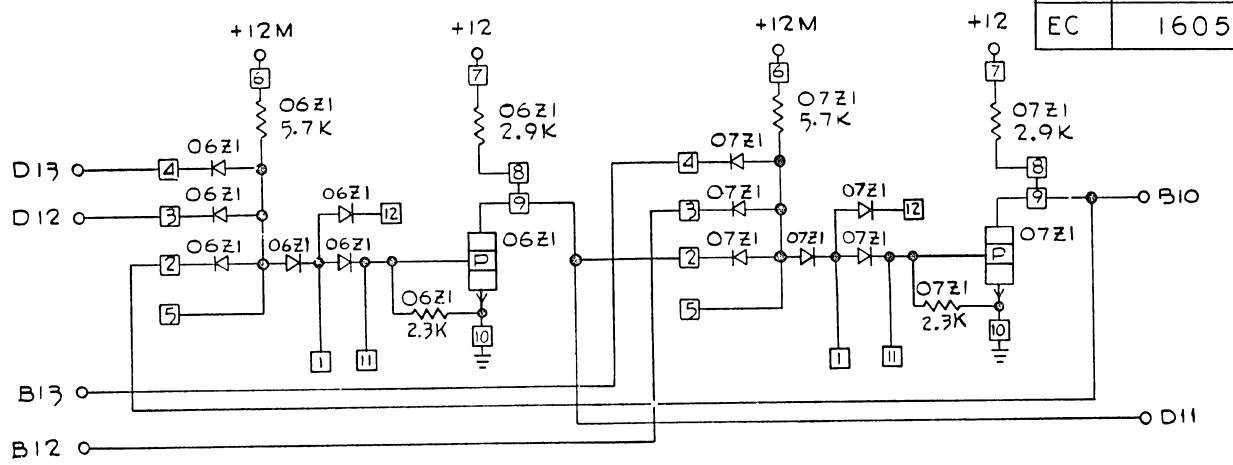 EC 1605
+12M +12 +12M +12
6 7 6 7
06Z1 5.7K 06Z1 2.9K 07Z1 5.7K 07Z1 2.9K
D13 4 06Z1 8 4 07Z1 8
D12 3 06Z1 06Z1 12 9 3 07Z1 07Z1 12 9 B10
2 06Z1 06Z1 06Z1 P 06Z1 2 07Z1 07Z1 07Z1 P 07Z1
5 06Z1 2.3K 10 5 07Z1 2.3K 10
1 11 1 11
B13
D11
B12